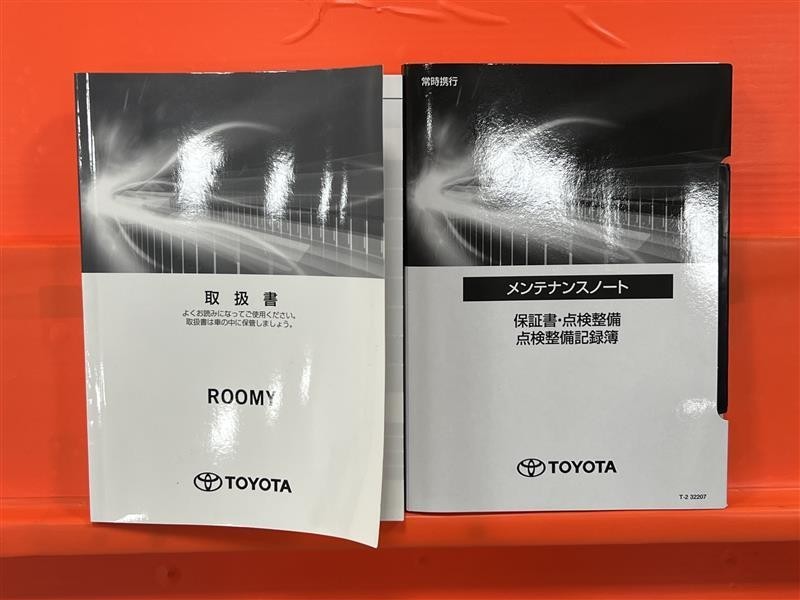 取扱書
よくお読みになってご使用ください。
取扱書は車の中に保管しましょう。
ROOMY
TOYOTA
常時携行
メンテナンスノート
保証書・点検整備
点検整備記録簿
TOYOTA
T-2 32207